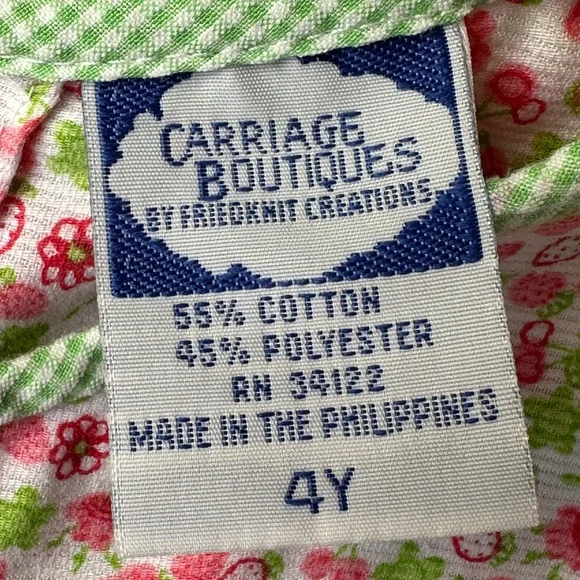 CARRIAGE
BOUTIQUES
BY FRIEDKNIT CREATIONS
55% COTTON
45% POLYESTER
RN 34122
MADE IN THE PHILIPPINES
4Y